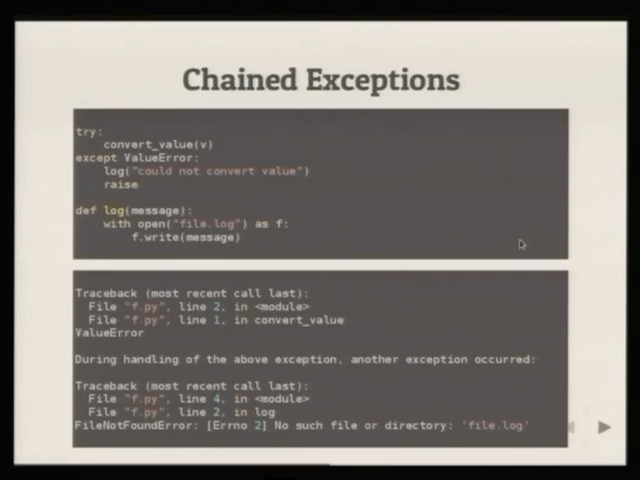 Chained Exceptions
try:
    convert_value(v)
except ValueError:
    log("could not convert value")
    raise
def log(message):
    with open("file.log") as f:
        f.write(message)
Traceback (most recent call last):
  File "f.py", line 2, in <module>
  File "f.py", line 1, in convert_value
ValueError
During handling of the above exception, another exception occurred:
Traceback (most recent call last):
  File "f.py", line 4, in <module>
  File "f.py", line 2, in log
FileNotFoundError: [Errno 2] No such file or directory: 'file.log'